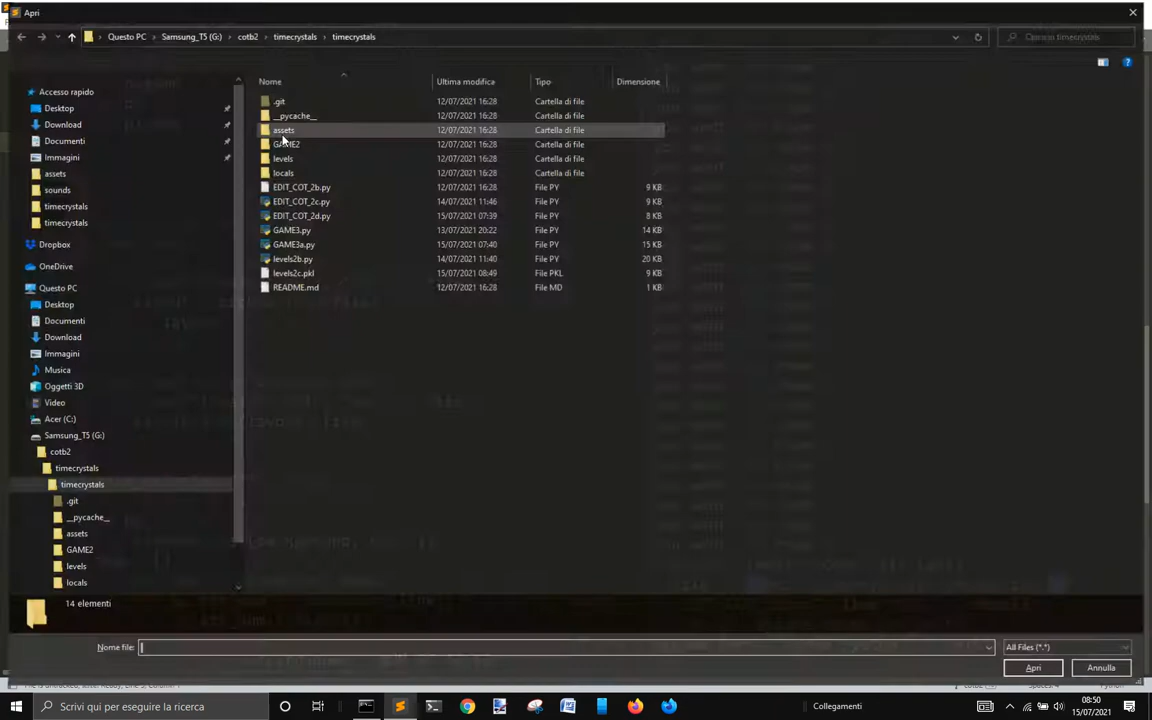 Apri
Questo PC > Samsung_T5 (G:) > cotb2 > timecrystals > timecrystals
Nome Ultima modifica Tipo Dimensione
Accesso rapido
Desktop
Download
Documenti
Immagini
assets
sounds
timecrystals
timecrystals
Dropbox
OneDrive
Questo PC
Desktop
Documenti
Download
Immagini
Musica
Oggetti 3D
Video
Acer (C:)
Samsung_T5 (G:)
cotb2
timecrystals
timecrystals
.git
__pycache__
assets
GAME2
levels
locals
.git 12/07/2021 16:28 Cartella di file
__pycache__ 12/07/2021 16:28 Cartella di file
assets 12/07/2021 16:28 Cartella di file
GAME2 12/07/2021 16:28 Cartella di file
levels 12/07/2021 16:28 Cartella di file
locals 12/07/2021 16:28 Cartella di file
EDIT_COT_2b.py 12/07/2021 16:28 File PY 9 KB
EDIT_COT_2c.py 14/07/2021 11:46 File PY 9 KB
EDIT_COT_2d.py 15/07/2021 07:39 File PY 8 KB
GAME3.py 13/07/2021 20:22 File PY 14 KB
GAME3a.py 15/07/2021 07:40 File PY 15 KB
levels2b.py 14/07/2021 11:40 File PY 20 KB
levels2c.pkl 15/07/2021 08:49 File PKL 9 KB
README.md 12/07/2021 16:28 File MD 1 KB
14 elementi
Nome file: All Files (*.*)
Apri Annulla
Scrivi qui per eseguire la ricerca
Collegamenti
08:50
15/07/2021